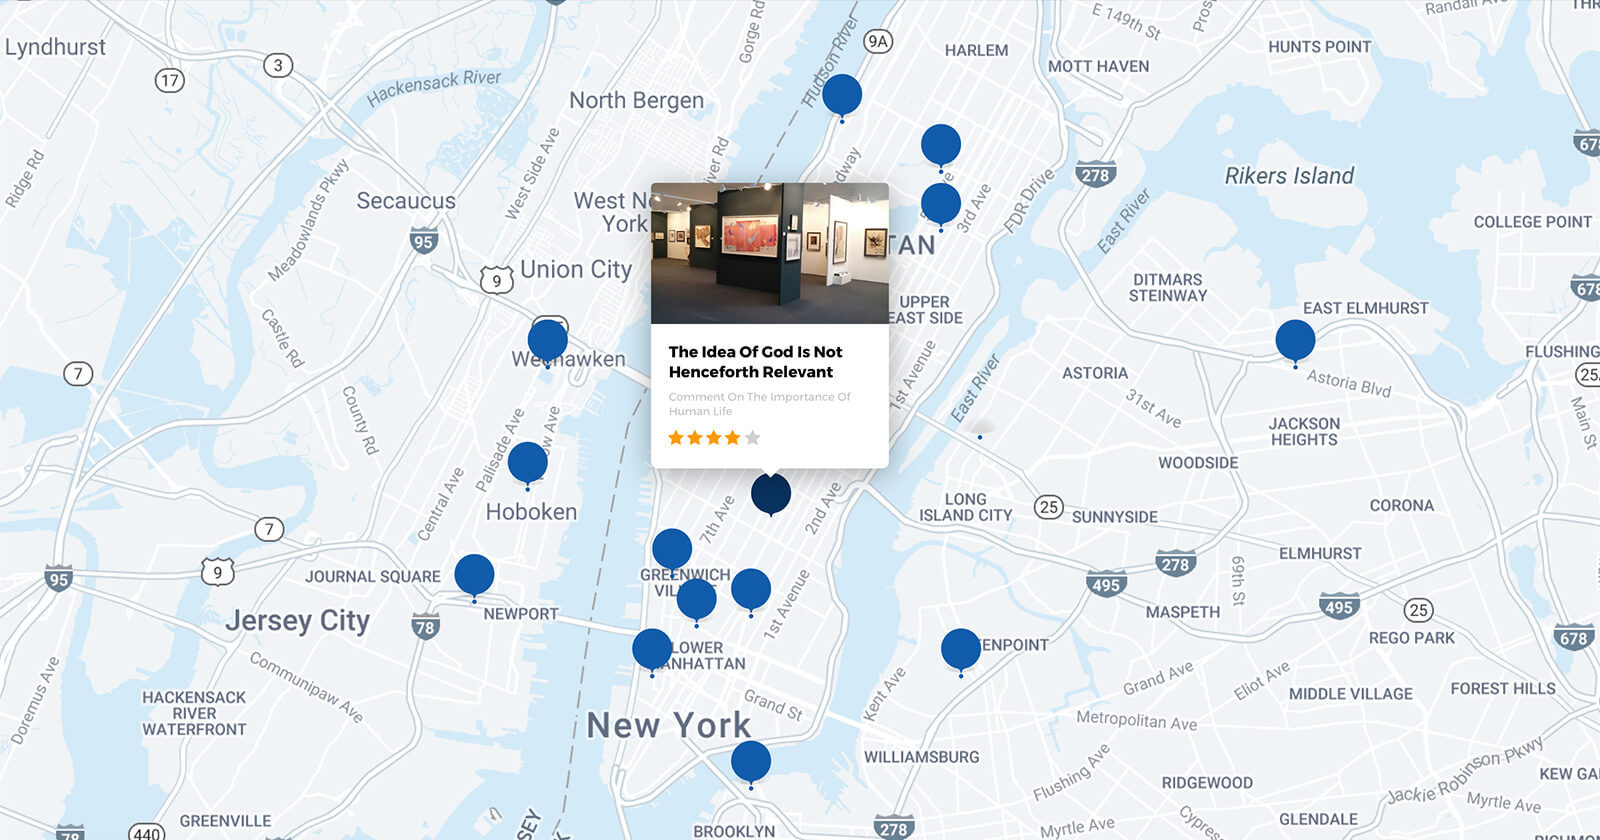 Lyndhurst
17
3
Hackensack River
Gorge Rd
Hudson River
9A
HARLEM
E 149th St
MOTT HAVEN
HUNTS POINT
Randall Ave
Ridge Rd
North Bergen
West Side Ave
Meadowlands Pkwy
Secaucus
95
9
Union City
West N
York
278
Rikers Island
East River
FDR Drive
3rd Ave
COLLEGE POINT
TAN
UPPER
EAST SIDE
DITMARS
STEINWAY
EAST ELMHURST
678
FLUSHING
Castle Rd
Weehawken
7
County Rd
The Idea Of God Is Not
Henceforth Relevant
Comment On The Importance Of
Human Life
1st Avenue
East River
ASTORIA
31st Ave
Astoria Blvd
JACKSON
HEIGHTS
Main St
WOODSIDE
Palisade Ave
Central Ave
Hoboken
7th Ave
2nd Ave
LONG
ISLAND CITY
25
SUNNYSIDE
CORONA
7
9
95
JOURNAL SQUARE
Jersey City
78
NEWPORT
GREENWICH
1st Avenue
LOWER
MANHATTAN
278
495
69th St
ELMHURST
MASPETH
495
25
REGO PARK
678
ENPOINT
Doremus Ave
Communipaw Ave
HACKENSACK
RIVER
WATERFRONT
New York
Grand St
Kent Ave
Grand Ave
Eliot Ave
MIDDLE VILLAGE
FOREST HILLS
Metropolitan Ave
WILLIAMSBURG
Flushing Ave
RIDGEWOOD
Jackie Robinson Pkwy
KEW GA
Myrtle Ave
GREENVILLE
440
78
BROOKLYN
278
Myrtle Ave
GLENDALE